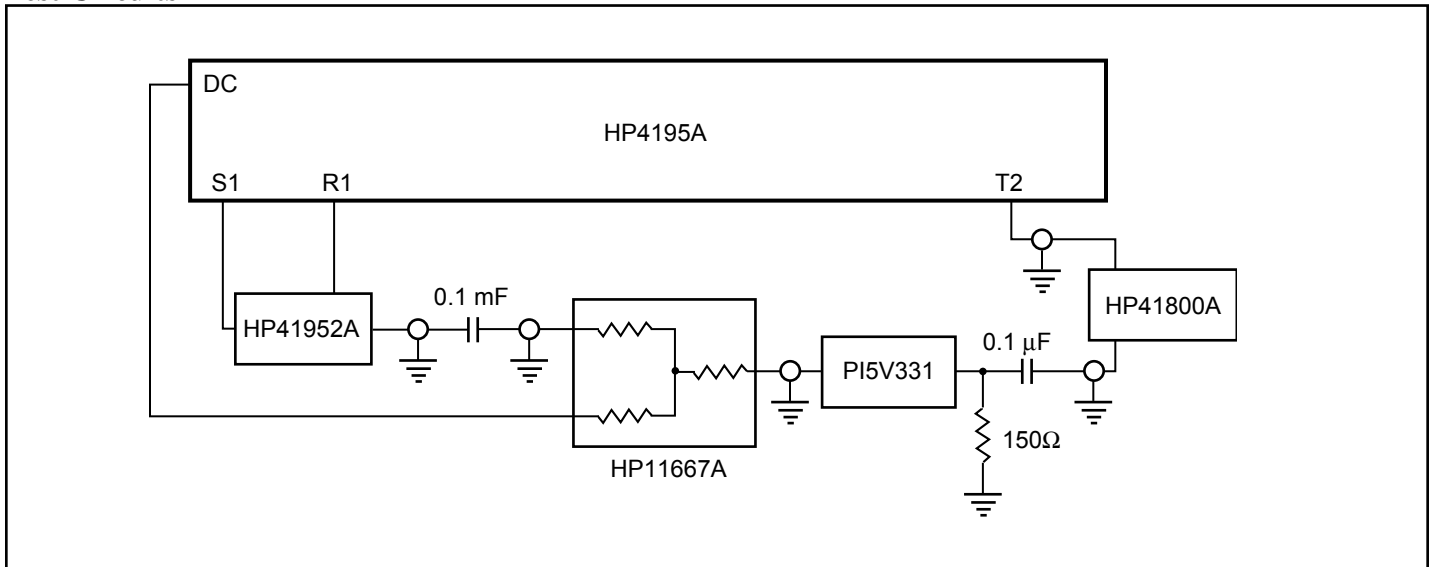 DC
HP4195A
S1
R1
T2
HP41952A
0.1 mF
HP41800A
0.1 μF
PI5V331
150Ω
HP11667A